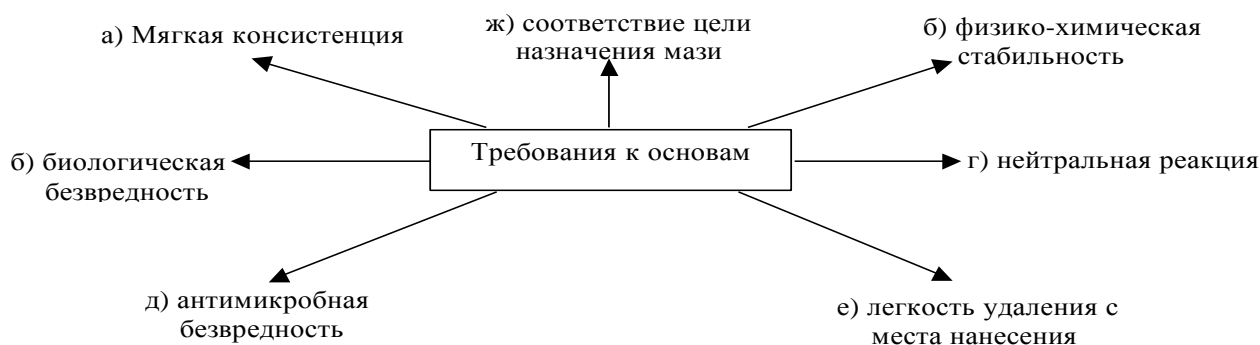 а) Мягкая консистенция
ж) соответствие цели
назначения мази
б) физико-химическая
стабильность
Требования к основам
б) биологическая
безвредность
г) нейтральная реакция
д) антимикробная
безвредность
е) легкость удаления с
места нанесения